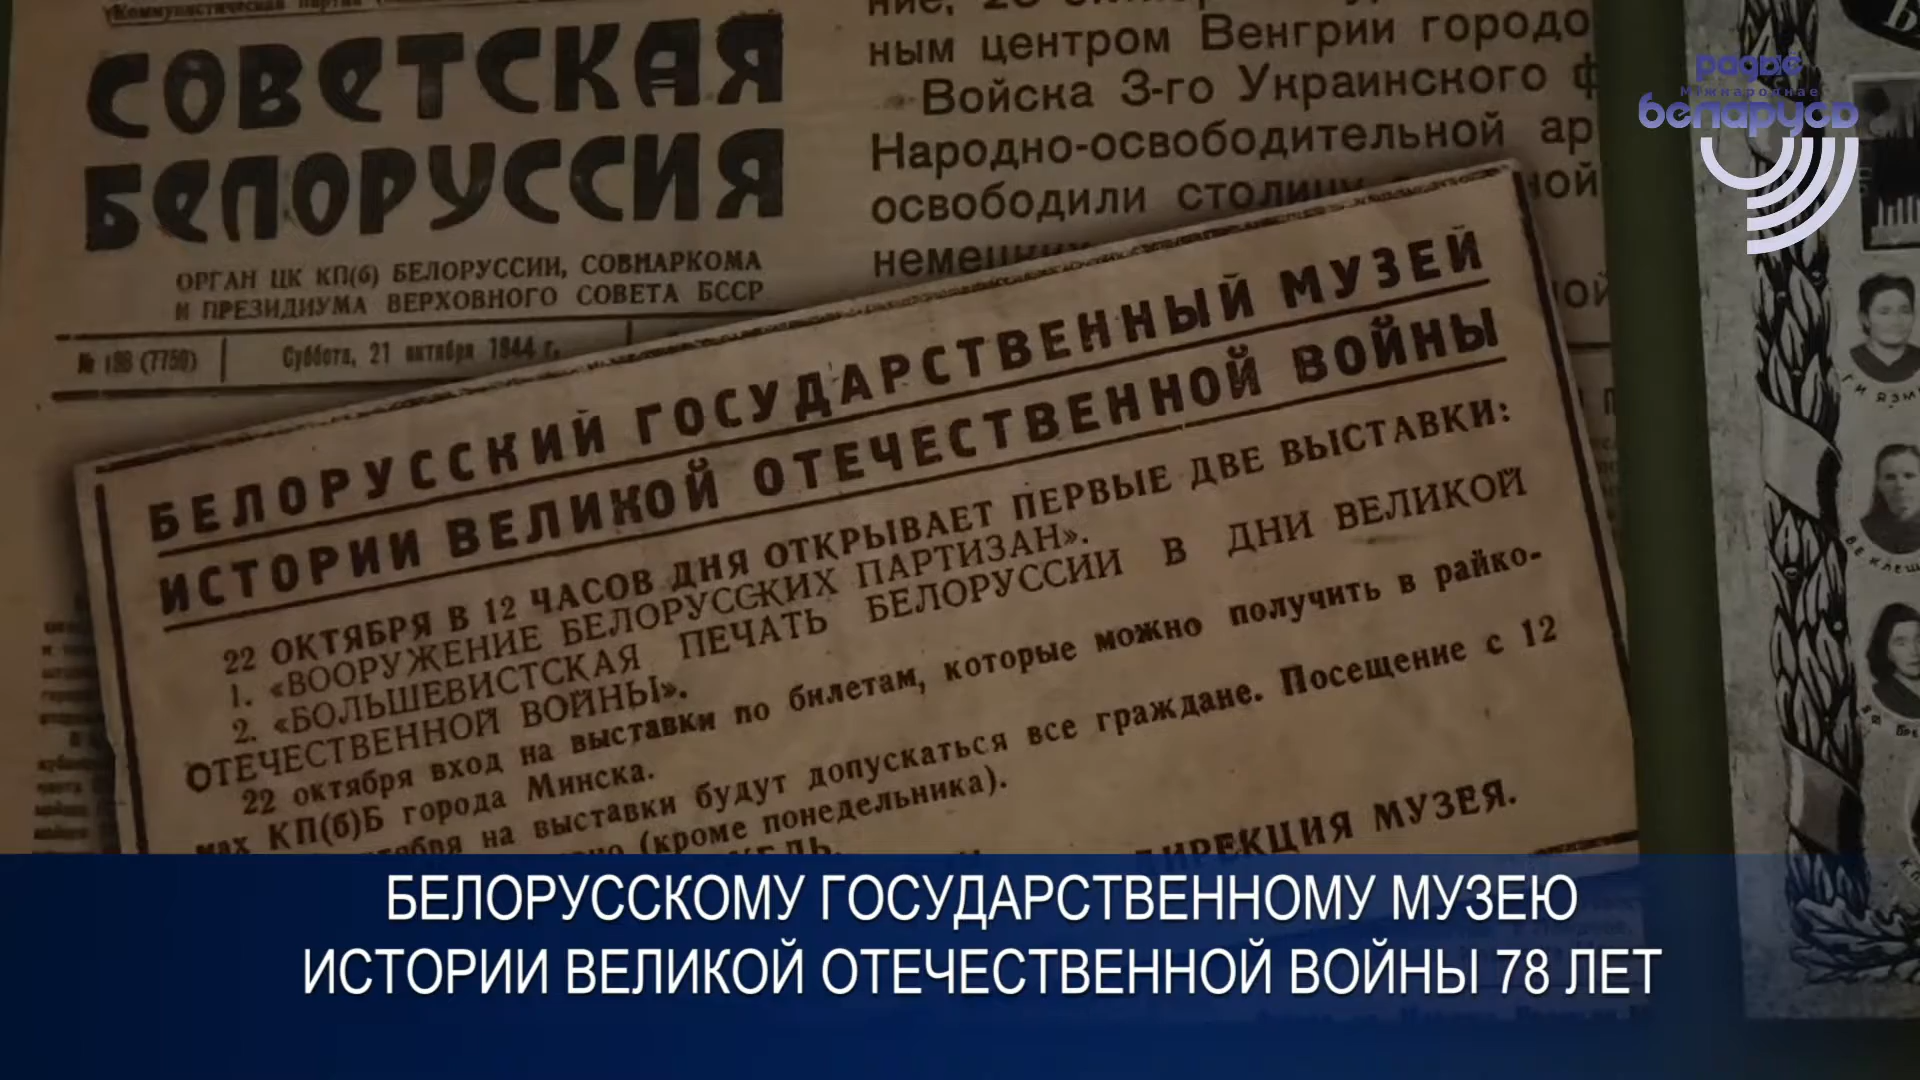 Коммунистическая партия
СОВЕТСКАЯ
БЕЛОРУССИЯ
ОРГАН ЦК КП(б) БЕЛОРУССИИ, СОВНАРКОМА
И ПРЕЗИДИУМА ВЕРХОВНОГО СОВЕТА БССР
№ 198 (7750)
Суббота, 21 октября 1944 г.
ным центром Венгрии городо
Войска 3-го Украинского ф
Народно-освободительной ар
освободили столицу
БЕЛОРУССКИЙ ГОСУДАРСТВЕННЫЙ МУЗЕЙ
ИСТОРИИ ВЕЛИКОЙ ОТЕЧЕСТВЕННОЙ ВОЙНЫ
22 ОКТЯБРЯ В 12 ЧАСОВ ДНЯ ОТКРЫВАЕТ ПЕРВЫЕ ДВЕ ВЫСТАВКИ:
1. «ВООРУЖЕНИЕ БЕЛОРУССКИХ ПАРТИЗАН».
2. «БОЛЬШЕВИСТСКАЯ ПЕЧАТЬ БЕЛОРУССИИ В ДНИ ВЕЛИКОЙ
ОТЕЧЕСТВЕННОЙ ВОЙНЫ».
22 октября вход на выставки по билетам, которые можно получить в райко-
мах КП(б)Б города Минска.
на выставки будут допускаться все граждане. Посещение с 12
(кроме понедельника).
ДИРЕКЦИЯ МУЗЕЯ.
радыё
Міжнароднае
беларусь
БЕЛОРУССКОМУ ГОСУДАРСТВЕННОМУ МУЗЕЮ
ИСТОРИИ ВЕЛИКОЙ ОТЕЧЕСТВЕННОЙ ВОЙНЫ 78 ЛЕТ